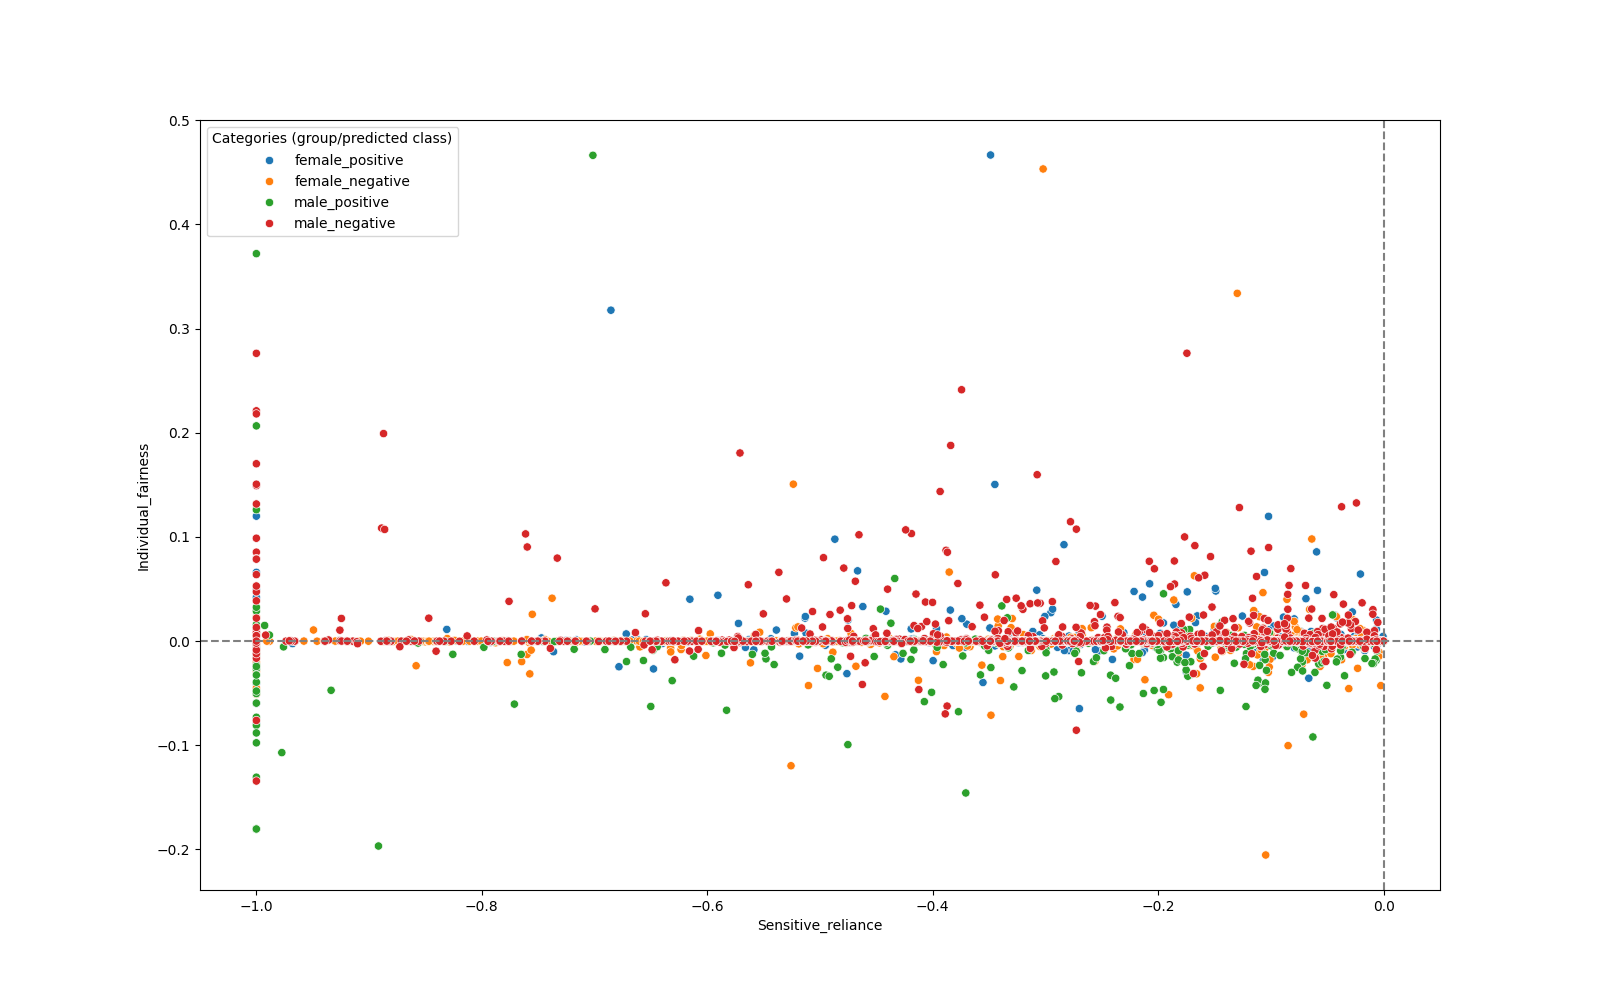 Categories (group/predicted class)
female_positive
female_negative
male_positive
male_negative
0.5
0.4
0.3
0.2
0.1
0.0
−0.1
−0.2
Individual_fairness
−1.0 −0.8 −0.6 −0.4 −0.2 0.0
Sensitive_reliance